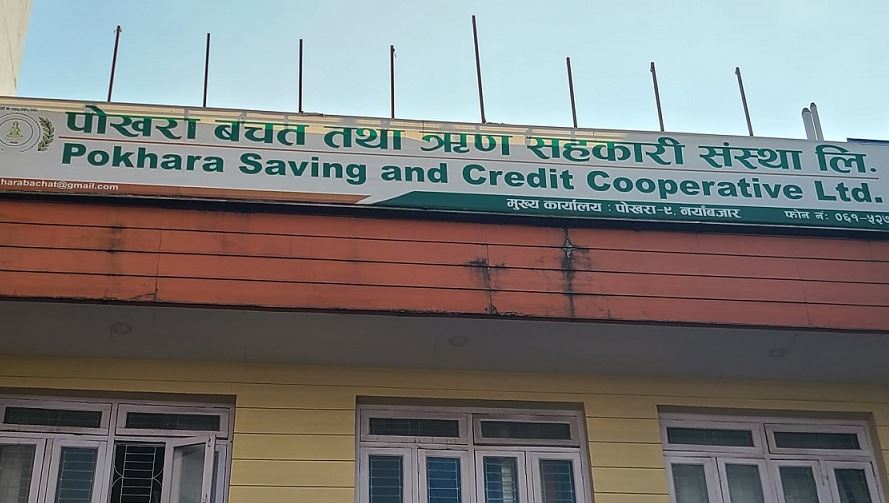 पोखरा बचत तथा ऋण सहकारी संस्था लि.
Pokhara Saving and Credit Cooperative Ltd.
harabachat@gmail.com
मुख्य कार्यालय : पोखरा-९, नयाँबजार फोन नं: ०६१-५२७